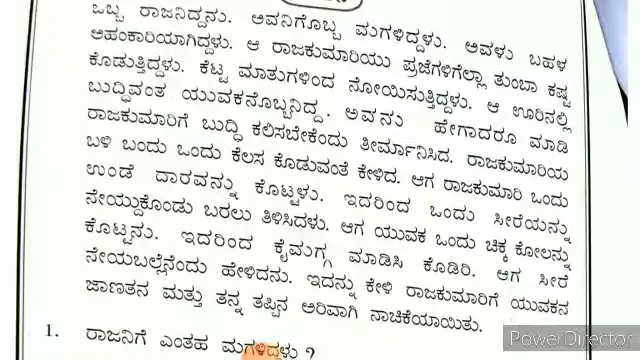 ಒಬ್ಬ ರಾಜನಿದ್ದನು. ಅವನಿಗೊಬ್ಬ ಮಗಳಿದ್ದಳು. ಅವಳು ಬಹಳ
ಅಹಂಕಾರಿಯಾಗಿದ್ದಳು. ಆ ರಾಜಕುಮಾರಿಯು ಪ್ರಜೆಗಳಿಗೆಲ್ಲಾ ತುಂಬಾ ಕಷ್ಟ
ಕೊಡುತ್ತಿದ್ದಳು. ಕೆಟ್ಟ ಮಾತುಗಳಿಂದ ನೋಯಿಸುತ್ತಿದ್ದಳು. ಆ ಊರಿನಲ್ಲಿ
ಬುದ್ಧಿವಂತ ಯುವಕನೊಬ್ಬನಿದ್ದ. ಅವನು ಹೇಗಾದರೂ ಮಾಡಿ
ರಾಜಕುಮಾರಿಗೆ ಬುದ್ಧಿ ಕಲಿಸಬೇಕೆಂದು ತೀರ್ಮಾನಿಸಿದ. ರಾಜಕುಮಾರಿಯ
ಬಳಿ ಬಂದು ಒಂದು ಕೆಲಸ ಕೊಡುವಂತೆ ಕೇಳಿದ. ಆಗ ರಾಜಕುಮಾರಿ ಒಂದು
ಉಂಡೆ ದಾರವನ್ನು ಕೊಟ್ಟಳು. ಇದರಿಂದ ಒಂದು ಸೀರೆಯನ್ನು
ನೇಯ್ದುಕೊಂಡು ಬರಲು ತಿಳಿಸಿದಳು. ಆಗ ಯುವಕ ಒಂದು ಚಿಕ್ಕ ಕೋಲನ್ನು
ಕೊಟ್ಟನು. ಇದರಿಂದ ಕೈಮಗ್ಗ ಮಾಡಿಸಿ ಕೊಡಿರಿ. ಆಗ ಸೀರೆ
ನೇಯಬಲ್ಲೆನೆಂದು ಹೇಳಿದನು. ಇದನ್ನು ಕೇಳಿ ರಾಜಕುಮಾರಿಗೆ ಯುವಕನ
ಜಾಣತನ ಮತ್ತು ತನ್ನ ತಪ್ಪಿನ ಅರಿವಾಗಿ ನಾಚಿಕೆಯಾಯಿತು.
1. ರಾಜನಿಗೆ ಎಂತಹ ಮಗಳಿದ್ದಳು ?
PowerDirector